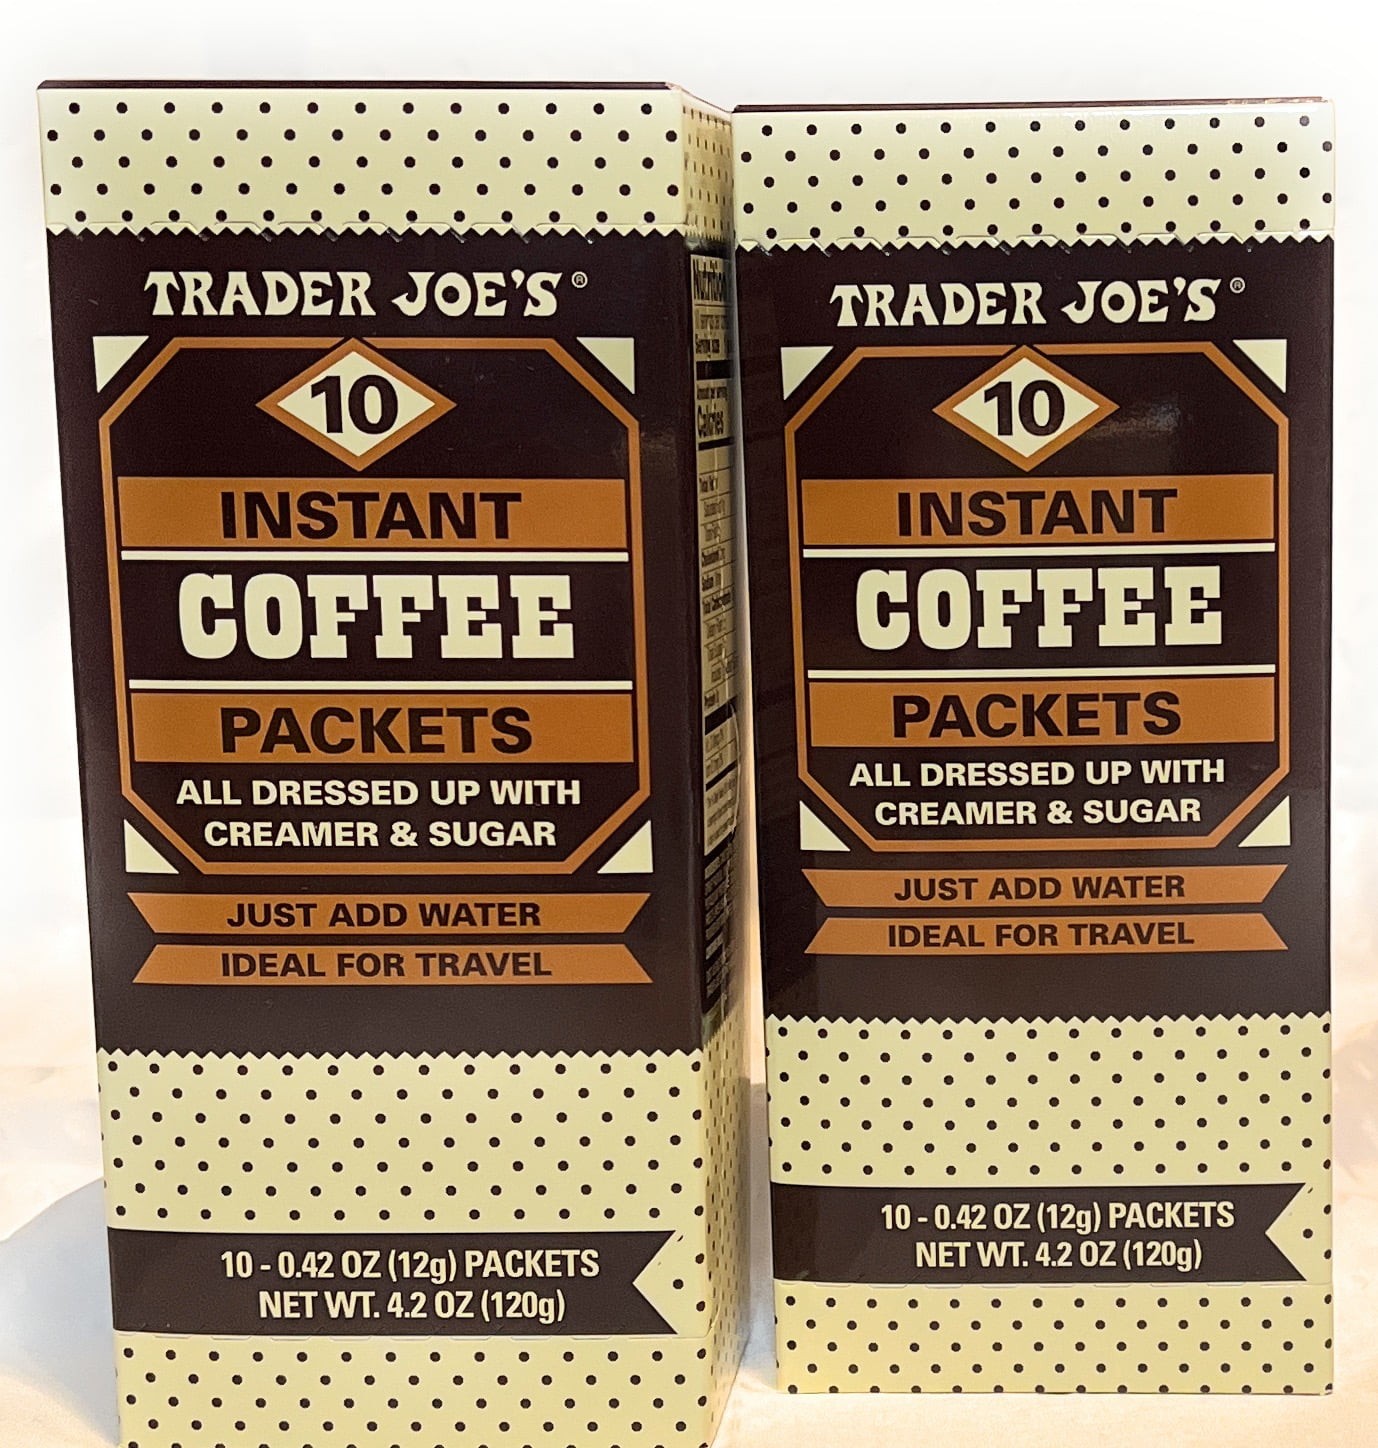 TRADER JOE'S®
10
INSTANT
COFFEE
PACKETS
ALL DRESSED UP WITH
CREAMER & SUGAR
JUST ADD WATER
IDEAL FOR TRAVEL
10 - 0.42 OZ (12g) PACKETS
NET WT. 4.2 OZ (120g)
Nutrition
Calories
TRADER JOE'S®
10
INSTANT
COFFEE
PACKETS
ALL DRESSED UP WITH
CREAMER & SUGAR
JUST ADD WATER
IDEAL FOR TRAVEL
10 - 0.42 OZ (12g) PACKETS
NET WT. 4.2 OZ (120g)